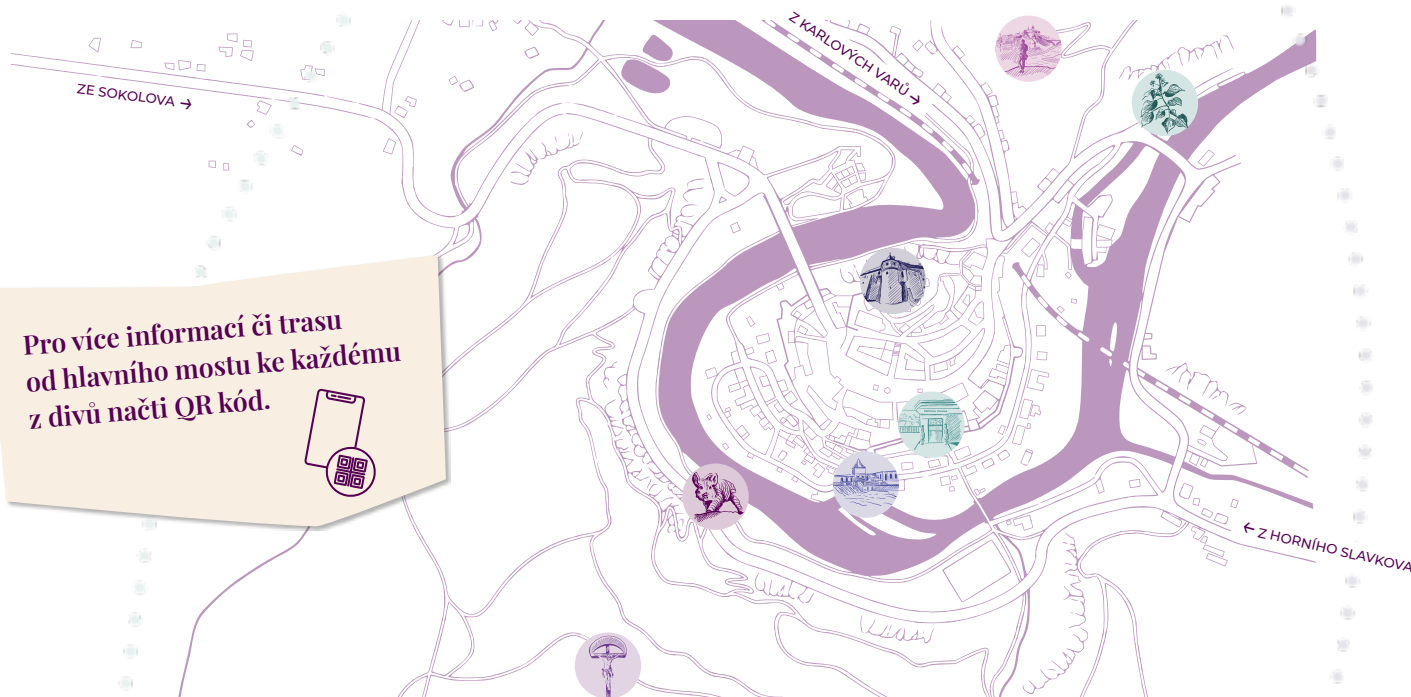 Z KARLOVÝCH VARŮ →
ZE SOKOLOVA →
Pro více informací či trasu
od hlavního mostu ke každému
z divů načti QR kód.
← Z HORNÍHO SLAVKOVA